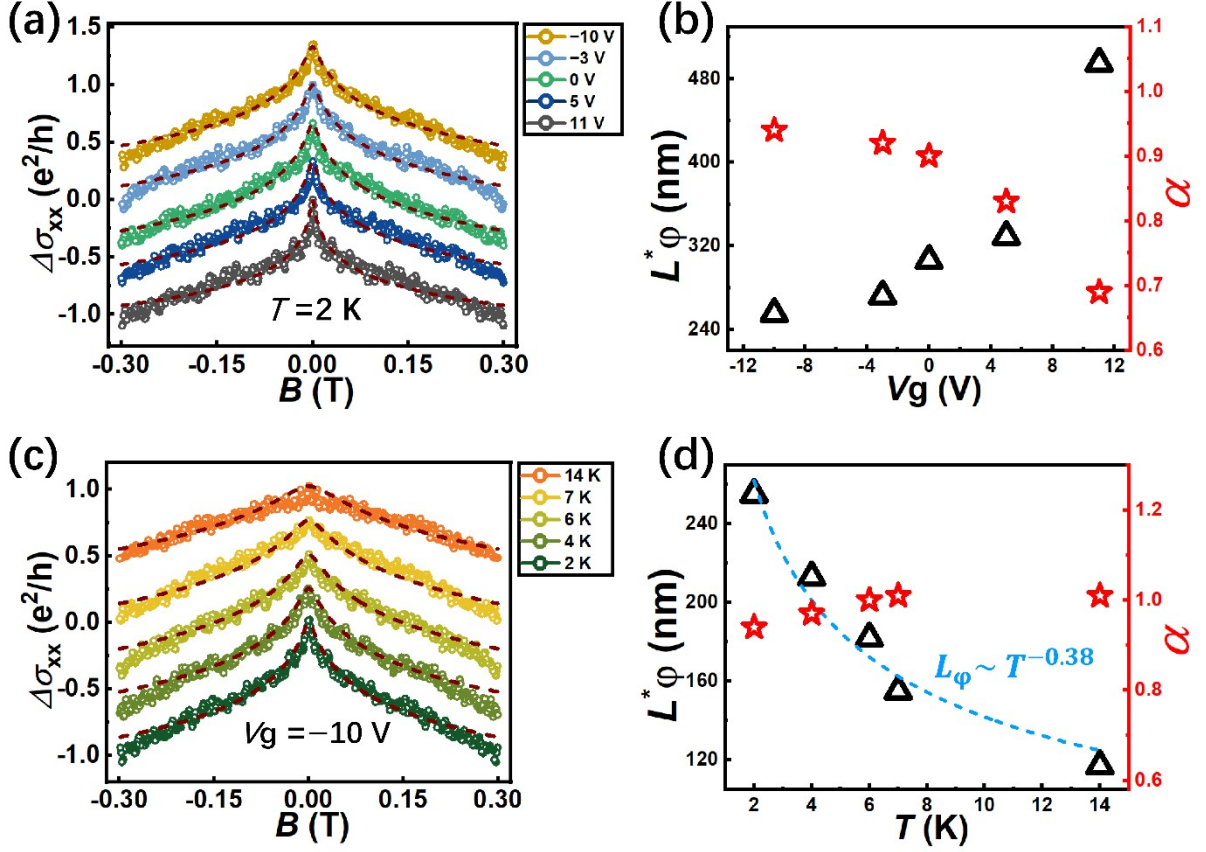 (a)
1.5
1.0
0.5
0.0
-0.5
-1.0
Δσxx (e²/h)
-0.30 -0.15 0.00 0.15 0.30
B (T)
T = 2 K
−10 V
−3 V
0 V
5 V
11 V
(b)
480
400
320
240
L*φ (nm)
-12 -8 -4 0 4 8 12
Vg (V)
1.1
1.0
0.9
0.8
0.7
0.6
α
(c)
1.0
0.5
0.0
-0.5
-1.0
Δσxx (e²/h)
-0.30 -0.15 0.00 0.15 0.30
B (T)
Vg = −10 V
14 K
7 K
6 K
4 K
2 K
(d)
240
200
160
120
L*φ (nm)
Lφ ~ T^−0.38
2 4 6 8 10 12 14
T (K)
1.2
1.0
0.8
0.6
α